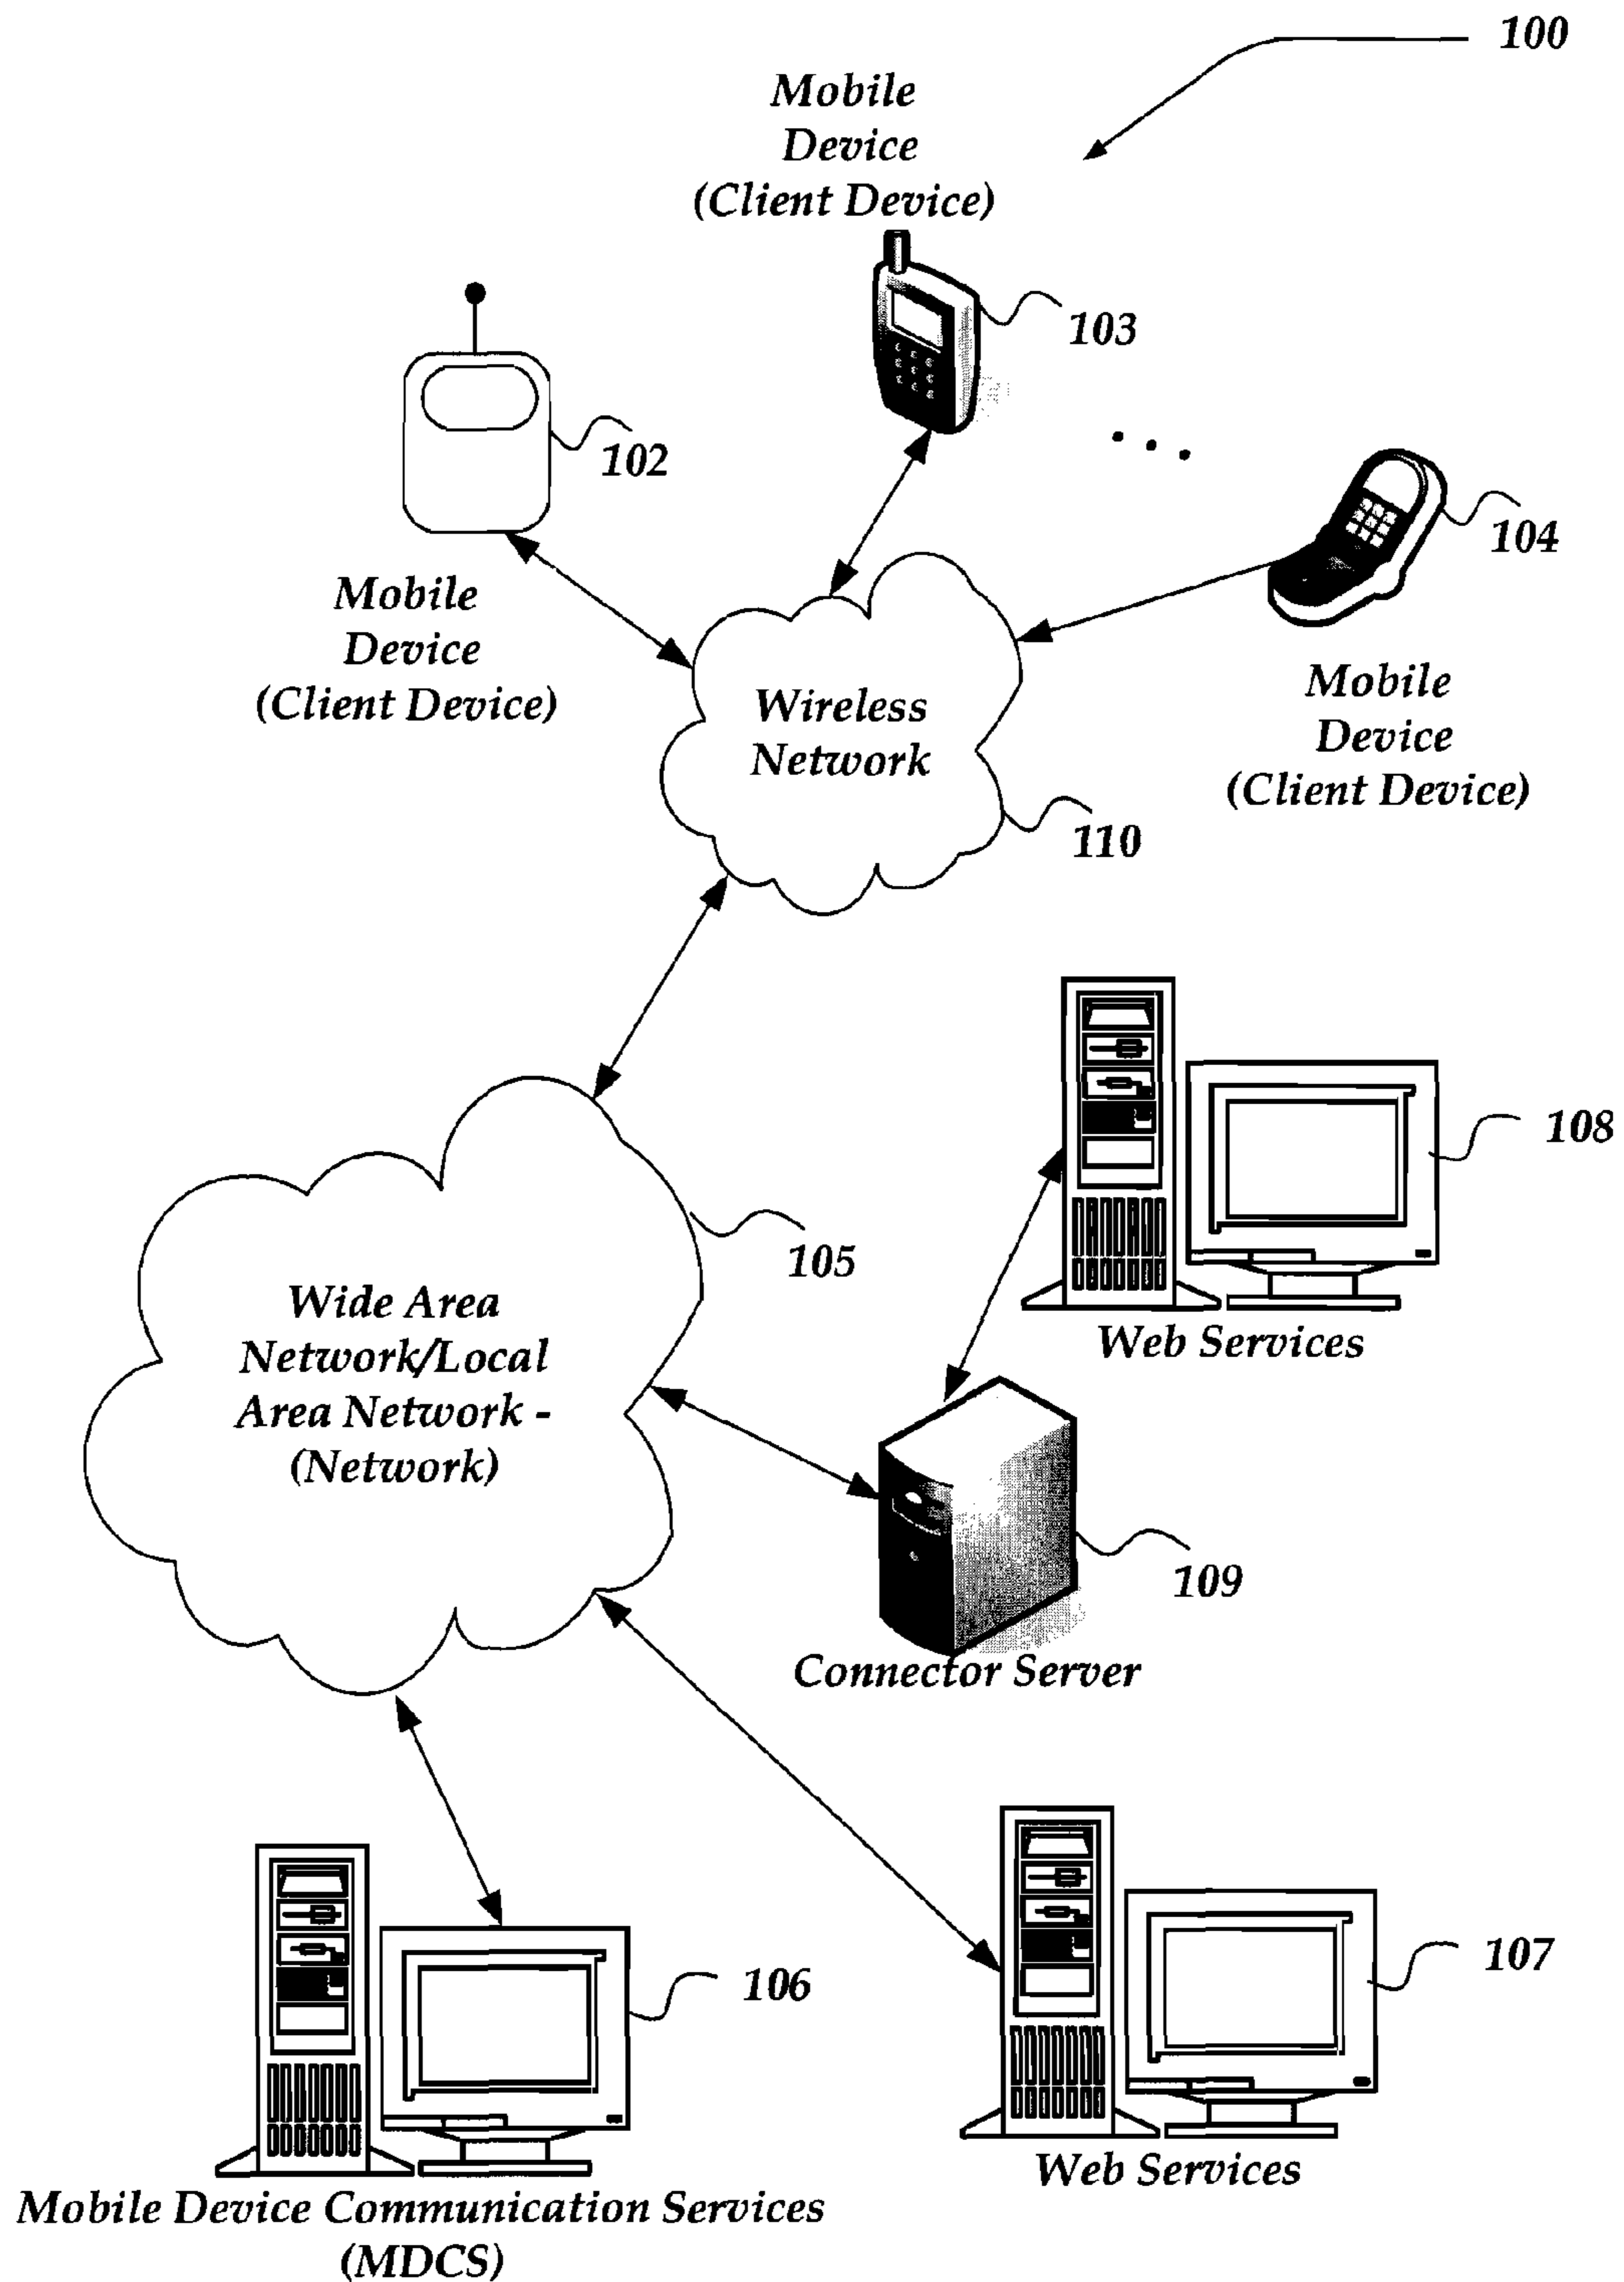 100
Mobile
Device
(Client Device)
103
102
104
Mobile
Device
(Client Device)
Mobile
Device
(Client Device)
Wireless
Network
110
108
105
Wide Area
Network/Local
Area Network -
(Network)
Web Services
109
Connector Server
107
106
Web Services
Mobile Device Communication Services
(MDCS)